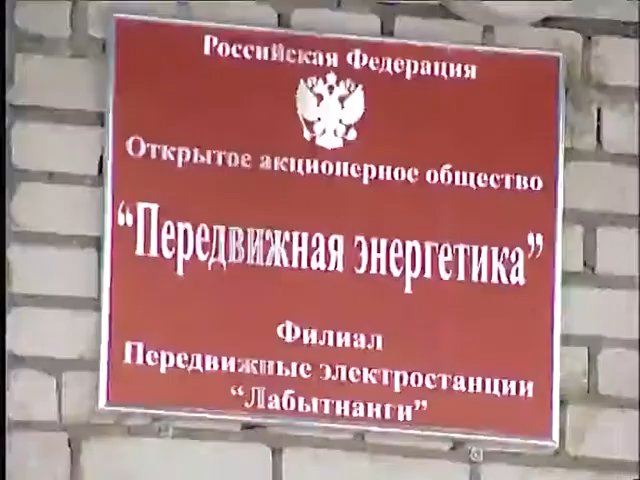 Российская Федерация
Открытое акционерное общество
“Передвижная энергетика”
Филиал
Передвижные электростанции
“Лабытнанги”